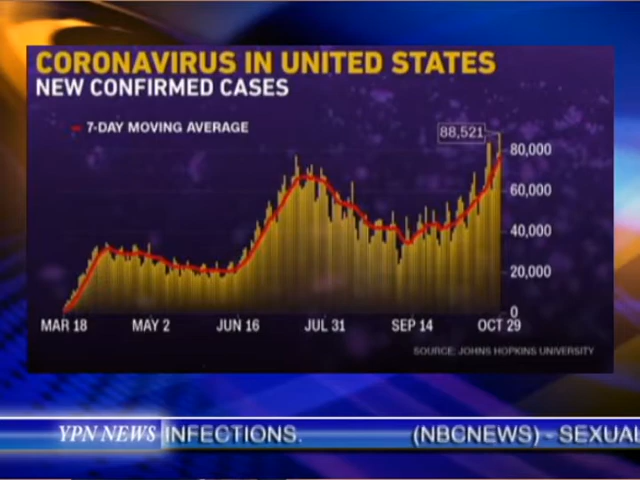 CORONAVIRUS IN UNITED STATES
NEW CONFIRMED CASES
7-DAY MOVING AVERAGE
88,521
80,000
60,000
40,000
20,000
0
MAR 18 MAY 2 JUN 16 JUL 31 SEP 14 OCT 29
SOURCE: JOHNS HOPKINS UNIVERSITY
YPN NEWS INFECTIONS. (NBCNEWS) - SEXUAL